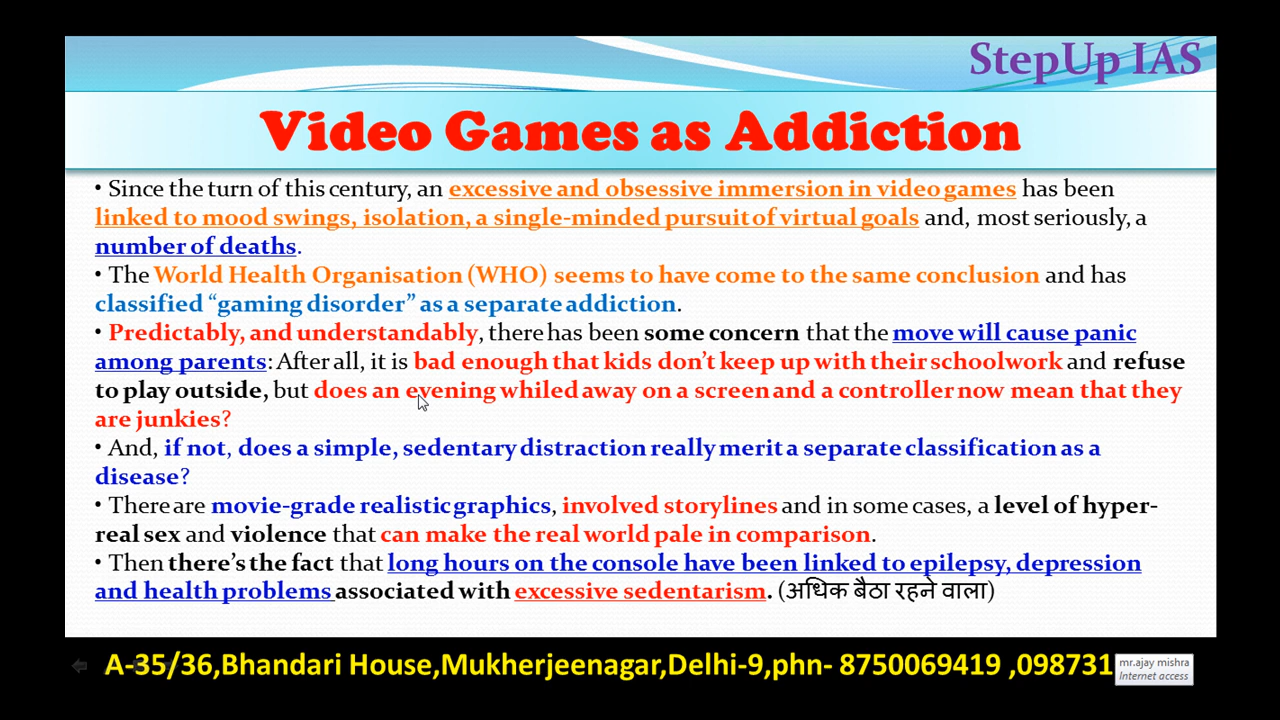 StepUp IAS
Video Games as Addiction
• Since the turn of this century, an excessive and obsessive immersion in video games has been
linked to mood swings, isolation, a single-minded pursuit of virtual goals and, most seriously, a
number of deaths.
• The World Health Organisation (WHO) seems to have come to the same conclusion and has
classified “gaming disorder” as a separate addiction.
• Predictably, and understandably, there has been some concern that the move will cause panic
among parents: After all, it is bad enough that kids don’t keep up with their schoolwork and refuse
to play outside, but does an evening whiled away on a screen and a controller now mean that they
are junkies?
• And, if not, does a simple, sedentary distraction really merit a separate classification as a
disease?
• There are movie-grade realistic graphics, involved storylines and in some cases, a level of hyper-
real sex and violence that can make the real world pale in comparison.
• Then there’s the fact that long hours on the console have been linked to epilepsy, depression
and health problems associated with excessive sedentarism. (अधिक बैठा रहने वाला)
A-35/36,Bhandari House,Mukherjeenagar,Delhi-9,phn- 8750069419 ,098731
mr.ajay mishra
Internet access